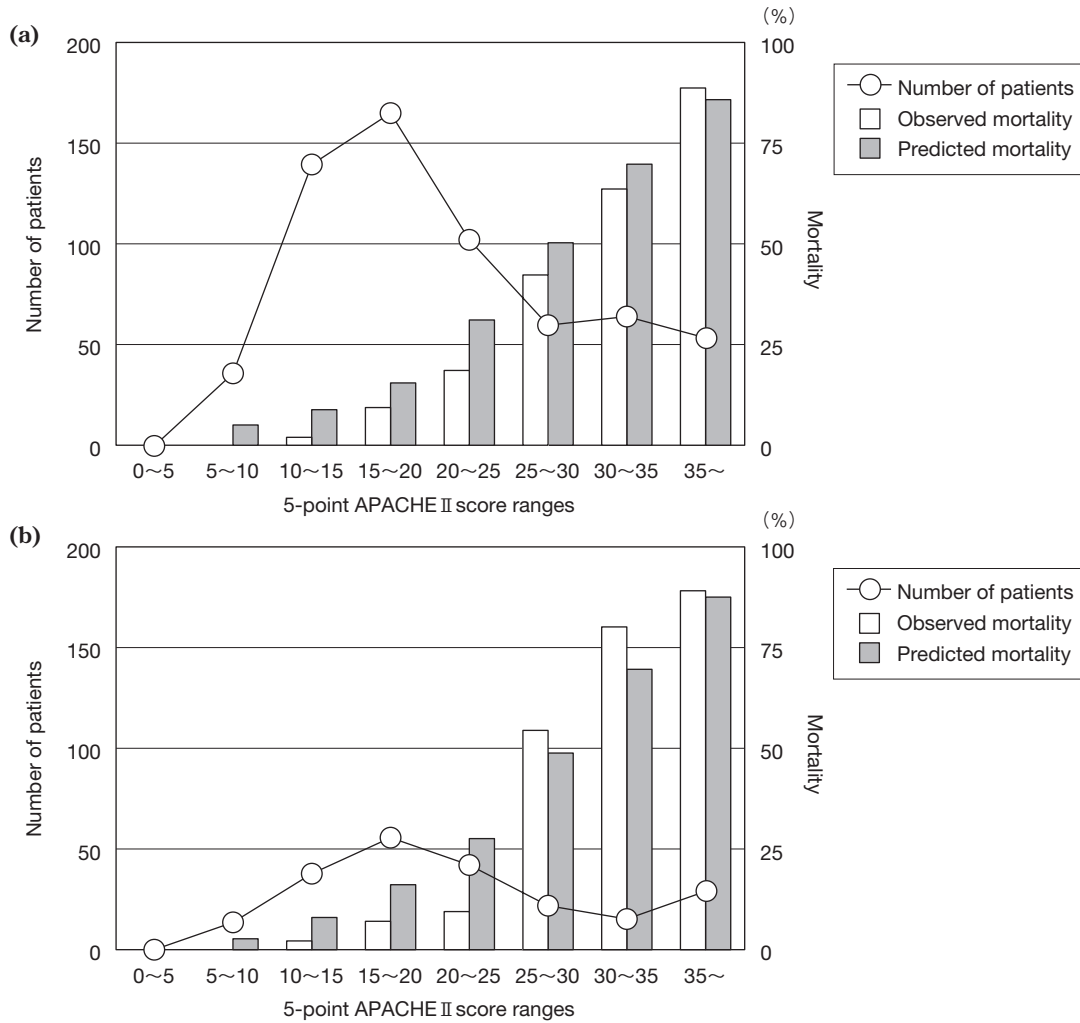 (a)
(%)
200
100
150
75
100
50
50
25
0
0
Number of patients
Mortality
0～5 5～10 10～15 15～20 20～25 25～30 30～35 35～
5-point APACHE Ⅱ score ranges
Number of patients
Observed mortality
Predicted mortality
(b)
(%)
200
100
150
75
100
50
50
25
0
0
Number of patients
Mortality
0～5 5～10 10～15 15～20 20～25 25～30 30～35 35～
5-point APACHE Ⅱ score ranges
Number of patients
Observed mortality
Predicted mortality